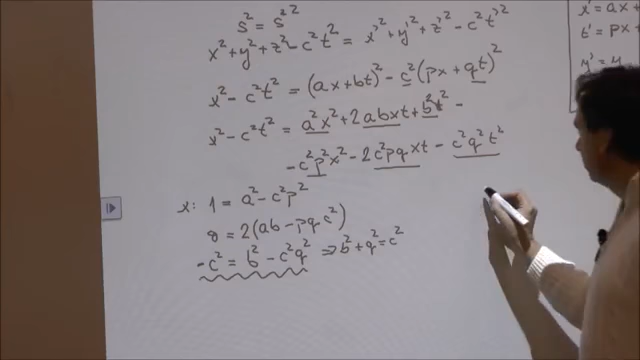 s² = s'²
x² + y² + z² - c²t² = x'² + y'² + z'² - c²t'²
x² - c²t² = (ax + bt)² - c²(px + qt)²
x² - c²t² = a²x² + 2abxt + b²t² -
- c²p²x² - 2c²pqxt - c²q²t²
x: 1 = a² - c²p²
0 = 2(ab - pqc²)
- c² = b² - c²q² ⇒ b² + q² = c²
x' = ax +
t' = px +
y' = y